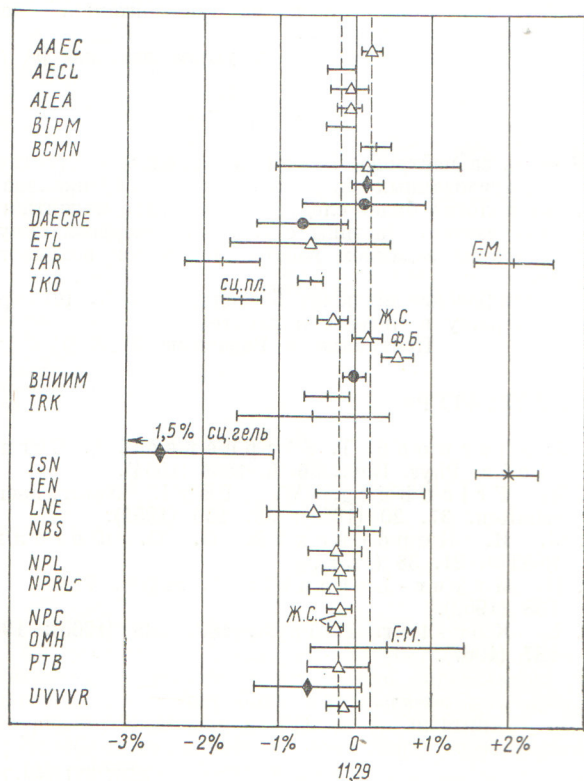 AAEC
AECL
AIEA
BIPM
BCMN
DAECRE
ETL
IAR Г-М.
IKO сц.пл.
Ж.С.
Ф.Б.
ВНИИМ
IRK
1,5% сц.гель
ISN
IEN
LNE
NBS
NPL
NPRL
NPC Ж.С.
OMH Г-М.
PTB
UVVVR
-3% -2% -1% 0 +1% +2%
11,29